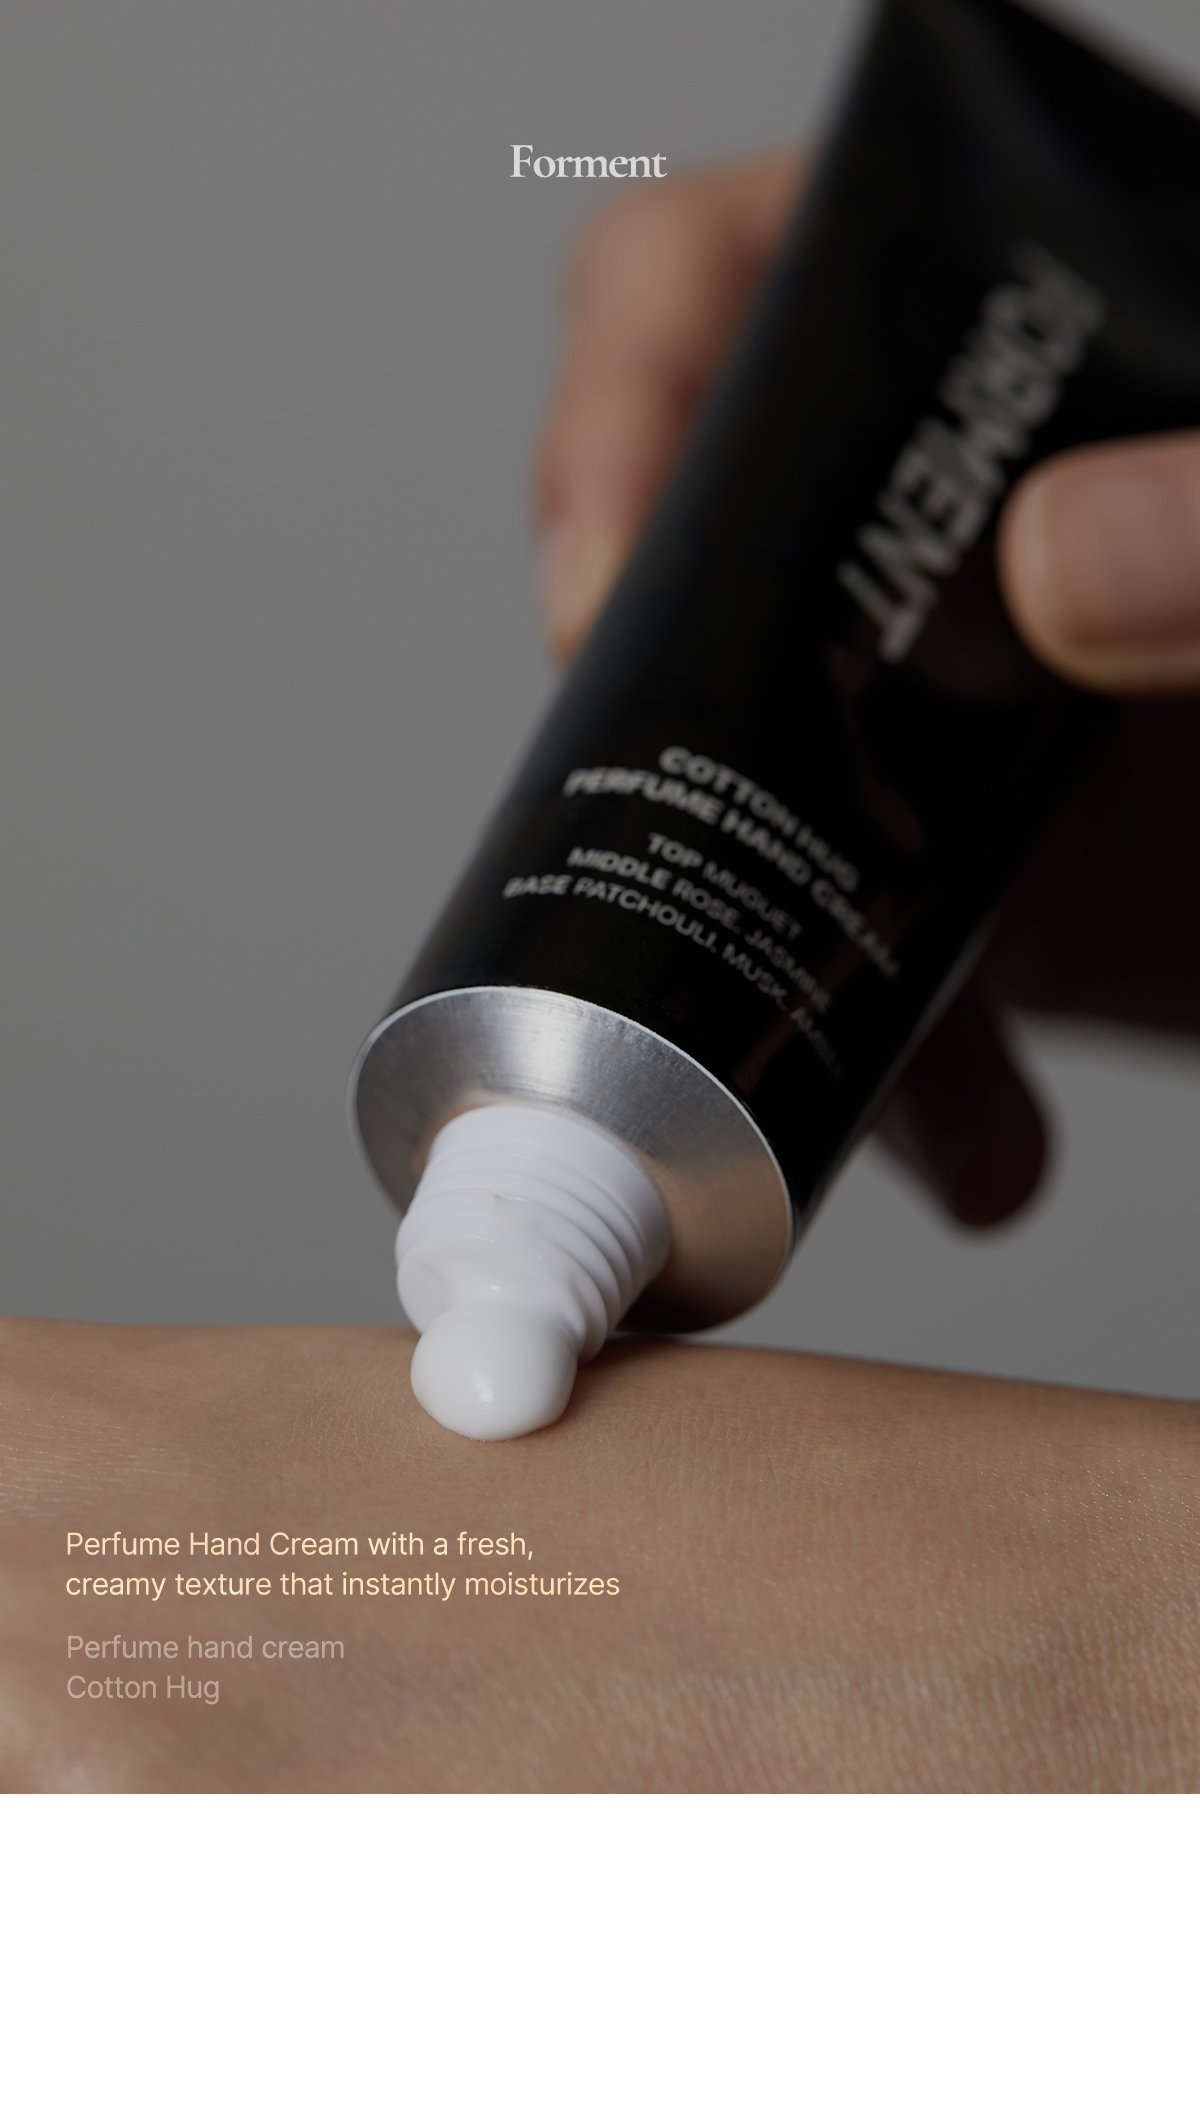 Forment
FORMENT
COTTON HUG
PERFUME HAND CREAM
TOP MUGUET
MIDDLE ROSE, JASMINE
BASE PATCHOULI, MUSK,
Perfume Hand Cream with a fresh,
creamy texture that instantly moisturizes
Perfume hand cream
Cotton Hug